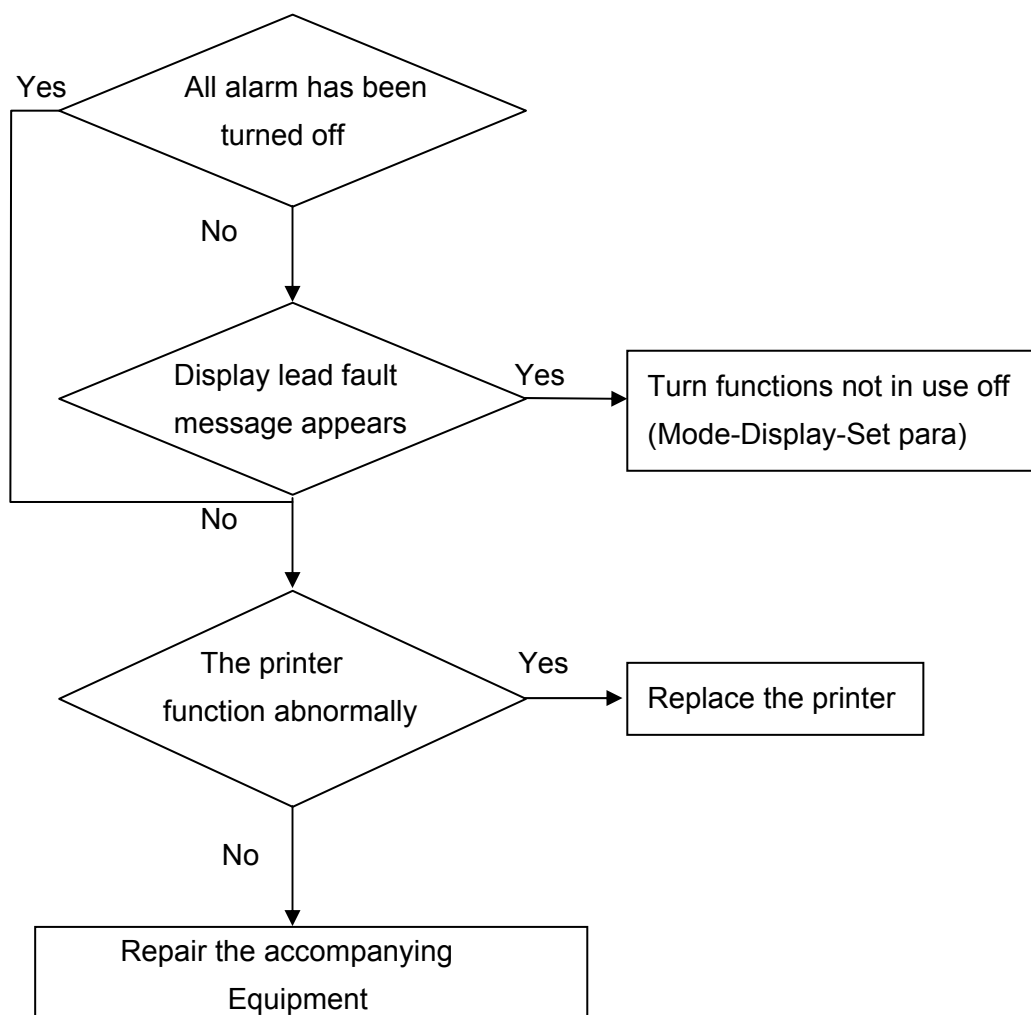 Yes
All alarm has been
turned off
No
Display lead fault
message appears
Yes
Turn functions not in use off
(Mode-Display-Set para)
No
The printer
function abnormally
Yes
Replace the printer
No
Repair the accompanying
Equipment